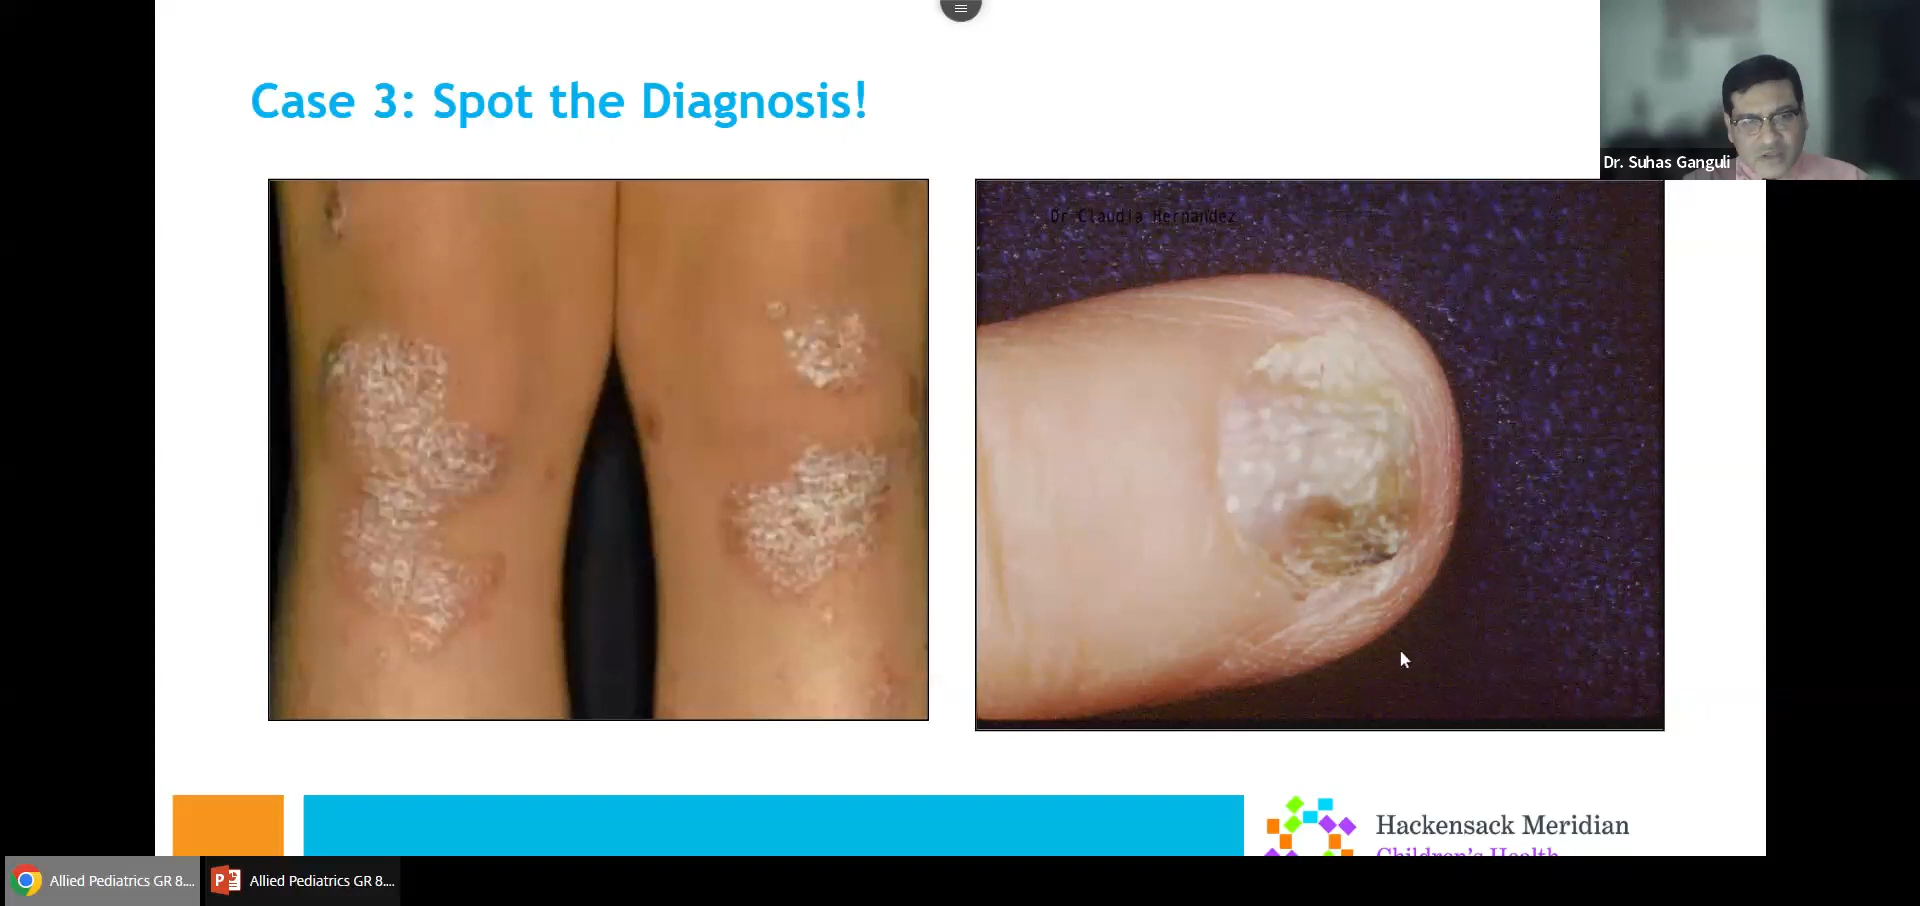 Case 3: Spot the Diagnosis!
Dr. Suhas Ganguli
Dr Claudia Hernandez
Hackensack Meridian
Children's Health
Allied Pediatrics GR 8....
Allied Pediatrics GR 8....